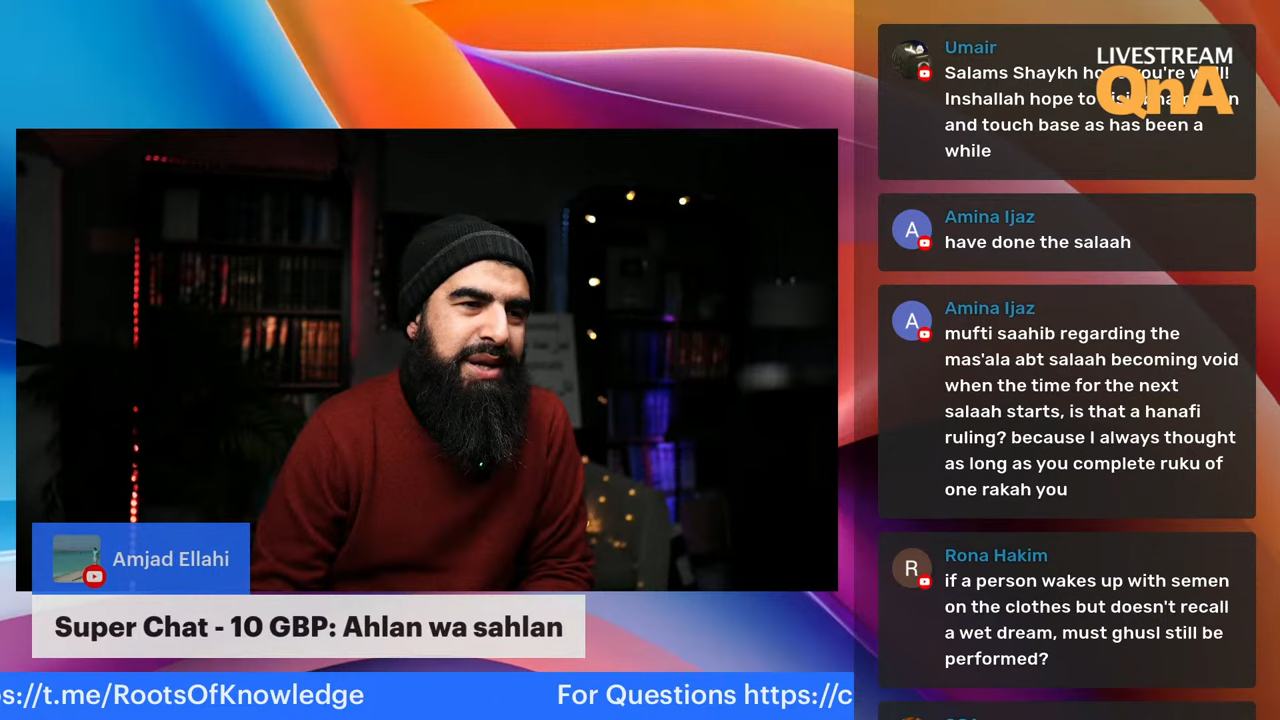 Umair
Salams Shaykh you're
Inshallah hope to
and touch base as has been a
while
LIVESTREAM
QnA
A
Amina Ijaz
have done the salaah
A
Amina Ijaz
mufti saahib regarding the
mas'ala abt salaah becoming void
when the time for the next
salaah starts, is that a hanafi
ruling? because I always thought
as long as you complete ruku of
one rakah you
R
Rona Hakim
if a person wakes up with semen
on the clothes but doesn't recall
a wet dream, must ghusl still be
performed?
Amjad Ellahi
Super Chat - 10 GBP: Ahlan wa sahlan
s://t.me/RootsOfKnowledge
For Questions https://c